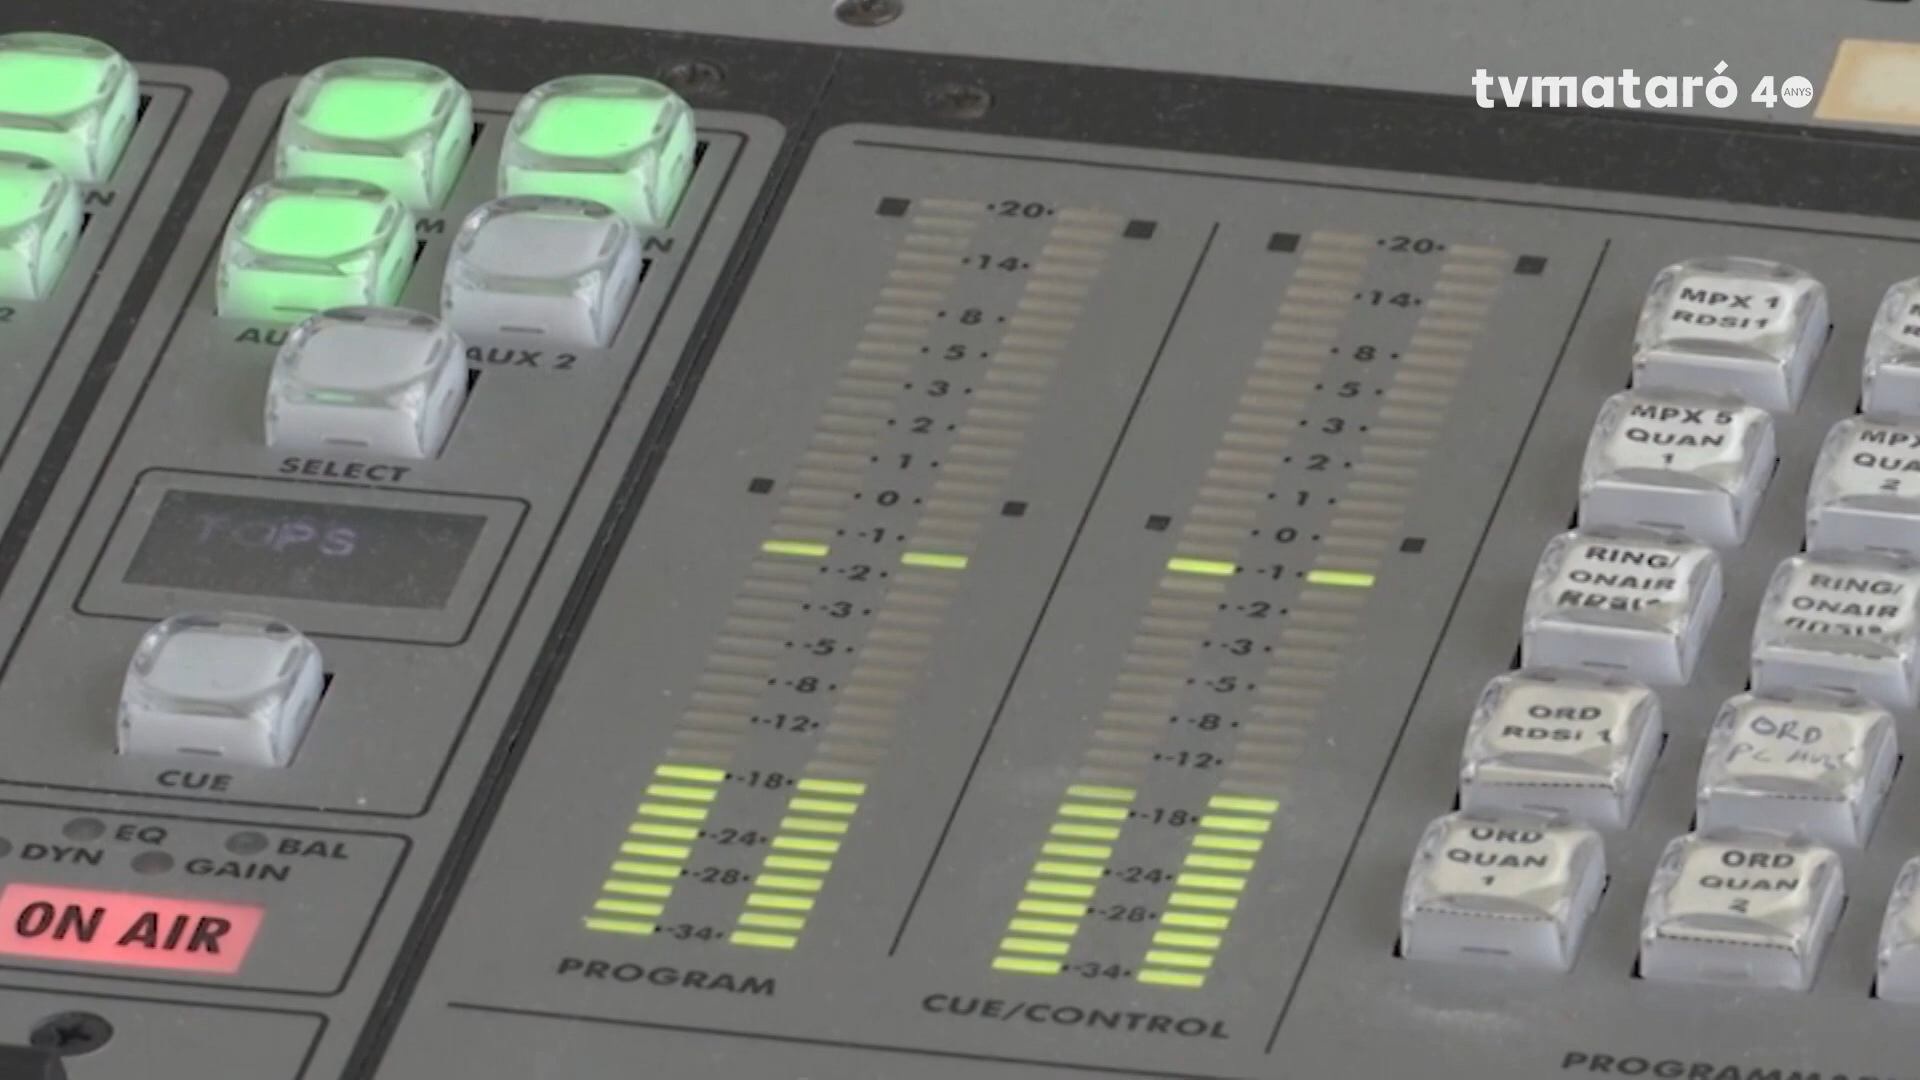 tvmataró 40 ANYS
AUX 2
SELECT
TOPS
CUE
EQ
BAL
DYN
GAIN
ON AIR
20
14
8
5
3
2
1
0
-1
-2
-3
-5
-8
-12
-18
-24
-28
-34
PROGRAM
20
14
8
5
3
2
1
0
-1
-2
-3
-5
-8
-12
-18
-24
-28
-34
CUE/CONTROL
MPX 1
RDSI1
MPX 5
QUAN
1
RING/
ONAIR
RING/
ONAIR
ORD
RDSI 1
ORD
PC
ORD
QUAN
1
ORD
QUAN
2